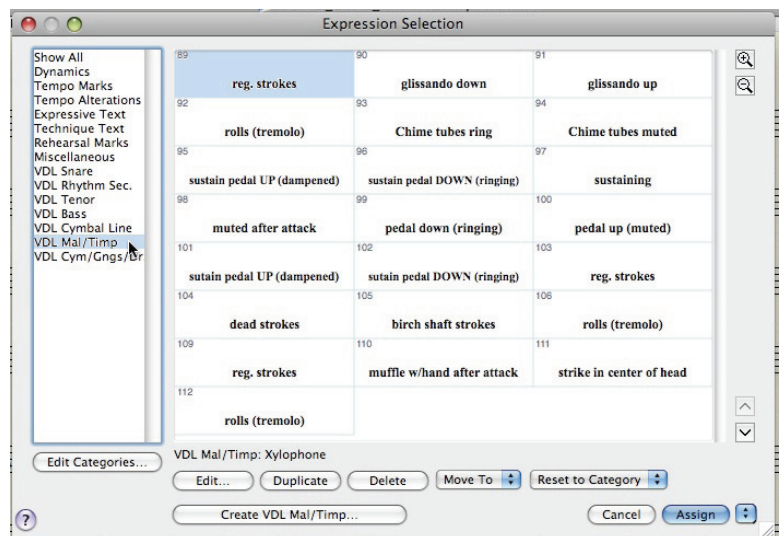 Expression Selection
Show All
Dynamics
Tempo Marks
Tempo Alterations
Expressive Text
Technique Text
Rehearsal Marks
Miscellaneous
VDL Snare
VDL Rhythm Sec.
VDL Tenor
VDL Bass
VDL Cymbal Line
VDL Mal/Timp
VDL Cym/Gngs/Dr
89 90 91
reg. strokes glissando down glissando up
92 93 94
rolls (tremolo) Chime tubes ring Chime tubes muted
95 96 97
sustain pedal UP (dampened) sustain pedal DOWN (ringing) sustaining
98 99 100
muted after attack pedal down (ringing) pedal up (muted)
101 102 103
sutain pedal UP (dampened) sutain pedal DOWN (ringing) reg. strokes
104 105 106
dead strokes birch shaft strokes rolls (tremolo)
109 110 111
reg. strokes muffle w/hand after attack strike in center of head
112
rolls (tremolo)
Edit Categories...
VDL Mal/Timp: Xylophone
Edit... Duplicate Delete Move To Reset to Category
? Create VDL Mal/Timp... Cancel Assign